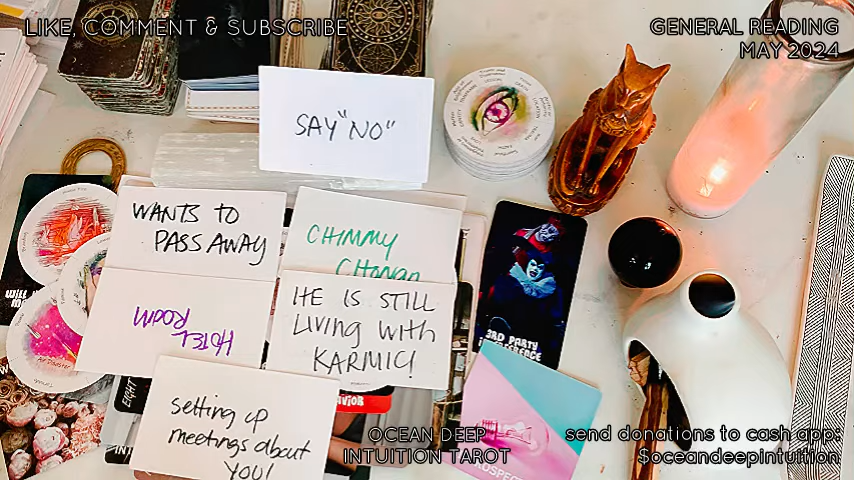 LIKE, COMMENT & SUBSCRIBE
GENERAL READING
MAY 2024
SAY "NO"
WANTS TO
PASS AWAY
CHIMMY
HOTEL
ROOM
HE IS STILL
LIVING WITH
KARMIC!
setting up
meetings about
YOU!
3RD PARTY
EIGHT
OCEAN DEEP
INTUITION TAROT
send donations to cash app:
$oceandeepintuition